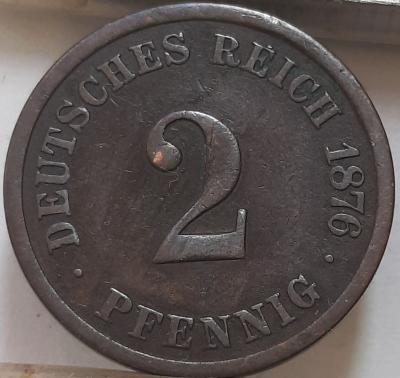 DEUTSCHES REICH 1876
2
· PFENNIG ·